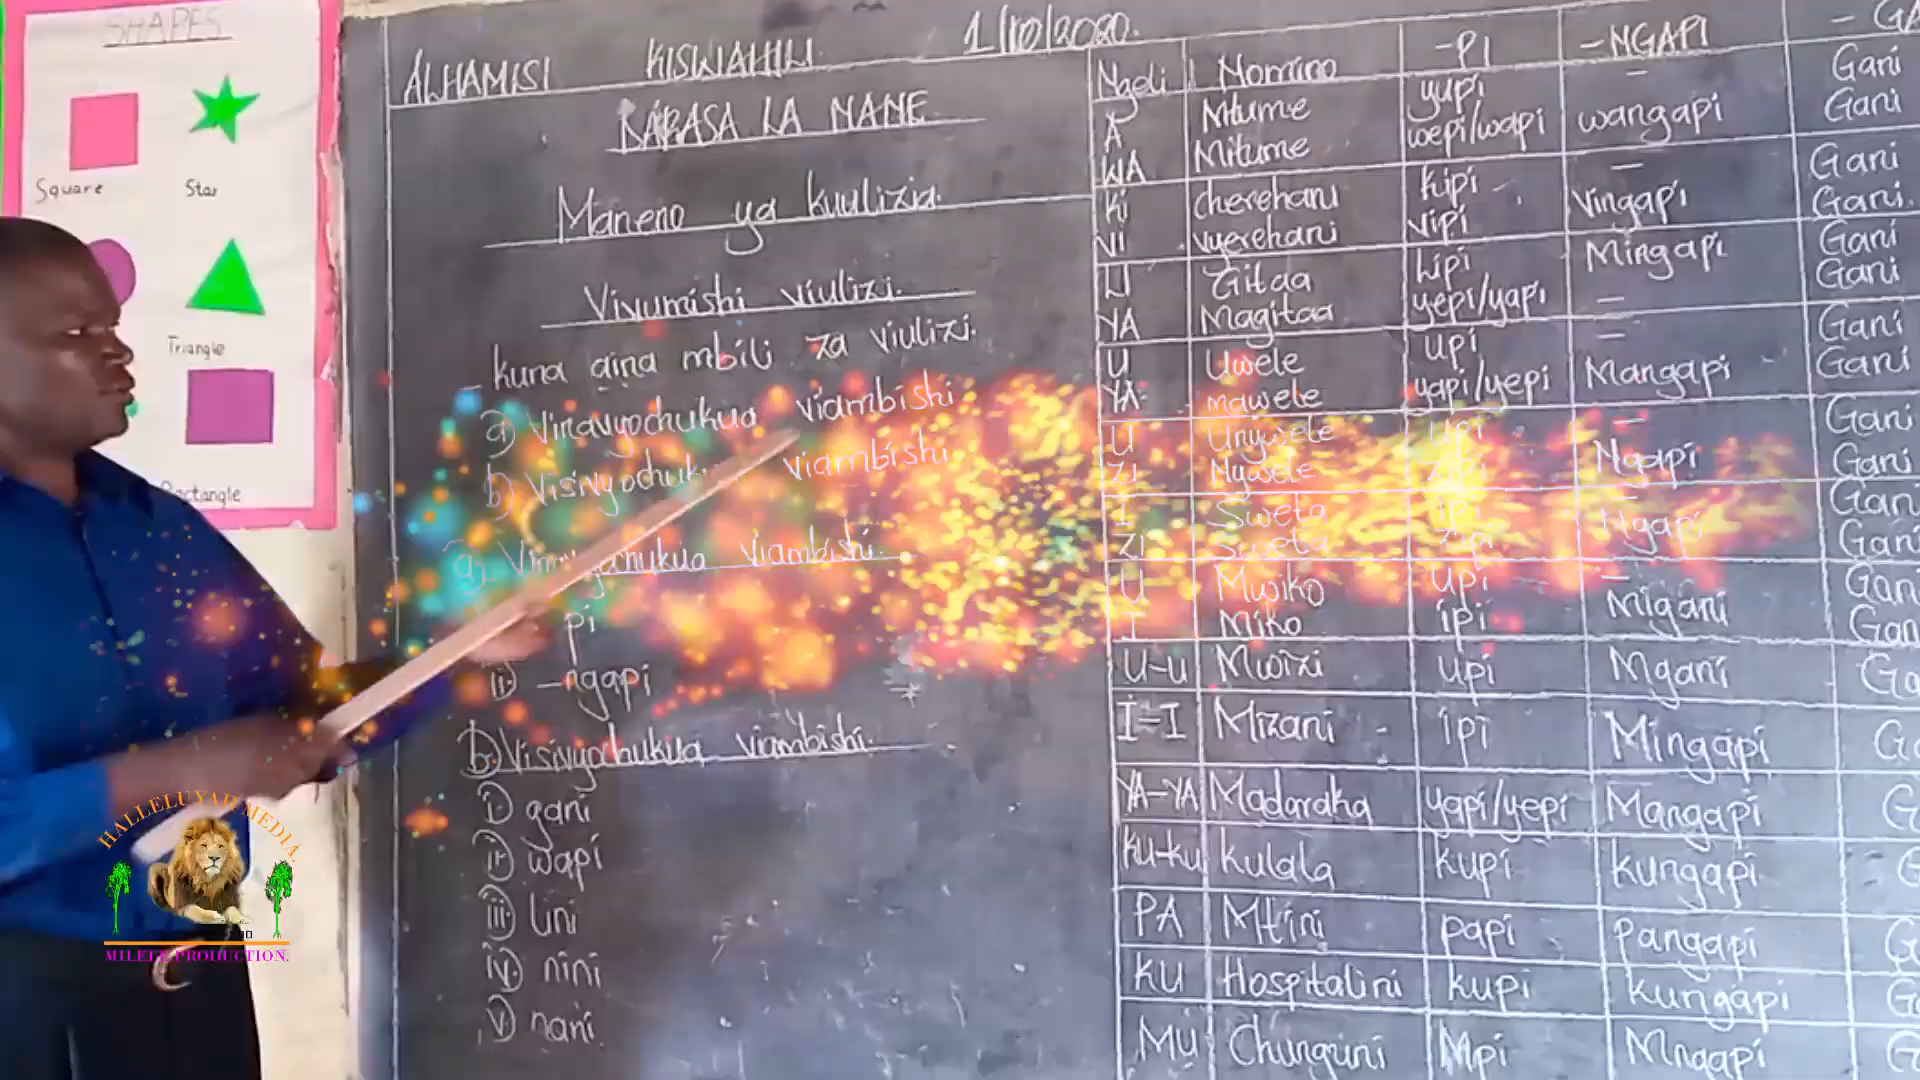 SHAPES
Square
Star
Triangle
Rectangle
ALHAMISI KISWAHILI 1/10/2020.
DARASA LA NANE
Maneno ya kuulizia.
Vivumishi viulizi.
kuna aina mbili za viulizi.
a) Vinavyochukua viambishi
b) Visivyochukua viambishi
a) viambishi.
pi
ii) -ngapi
b) Visivyochukua viambishi.
i) gani
ii) wapi
iii) lini
iv) nini
v) nani
Ngeli Nomino -PI -NGAPI
A Mtume yupi - Gani
WA Mitume wepi/wapi wangapi Gani
Ki cherehani kipi - Gani
Vi vyerehani vipi Vingapi Gani.
LI Gitaa lipi Mingapi Gani
YA Magitaa yepi/yapi - Gani
U Uwele upi - Gani
YA mawele yapi/yepi Mangapi Gani
U Unywele upi - Gani
ZI Nywele zipi Ngapi Gani
I Sweta ipi - Gani
ZI Sweta zipi Ngapi Gani
U Mwiko upi - Gani
I Miko ipi Migani Gani
U-U Mwizi upi Mgani
I=I Mizani ipi Mingapi
YA-YA Madaraka yapi/yepi Mangapi
KU-KU kulala kupi kungapi
PA Mtini papi pangapi
KU Hospitalini kupi kungapi
MU Chunguni Mpi Mngapi
HALLELUYAH MEDIA.
MILELE PRODUCTION.